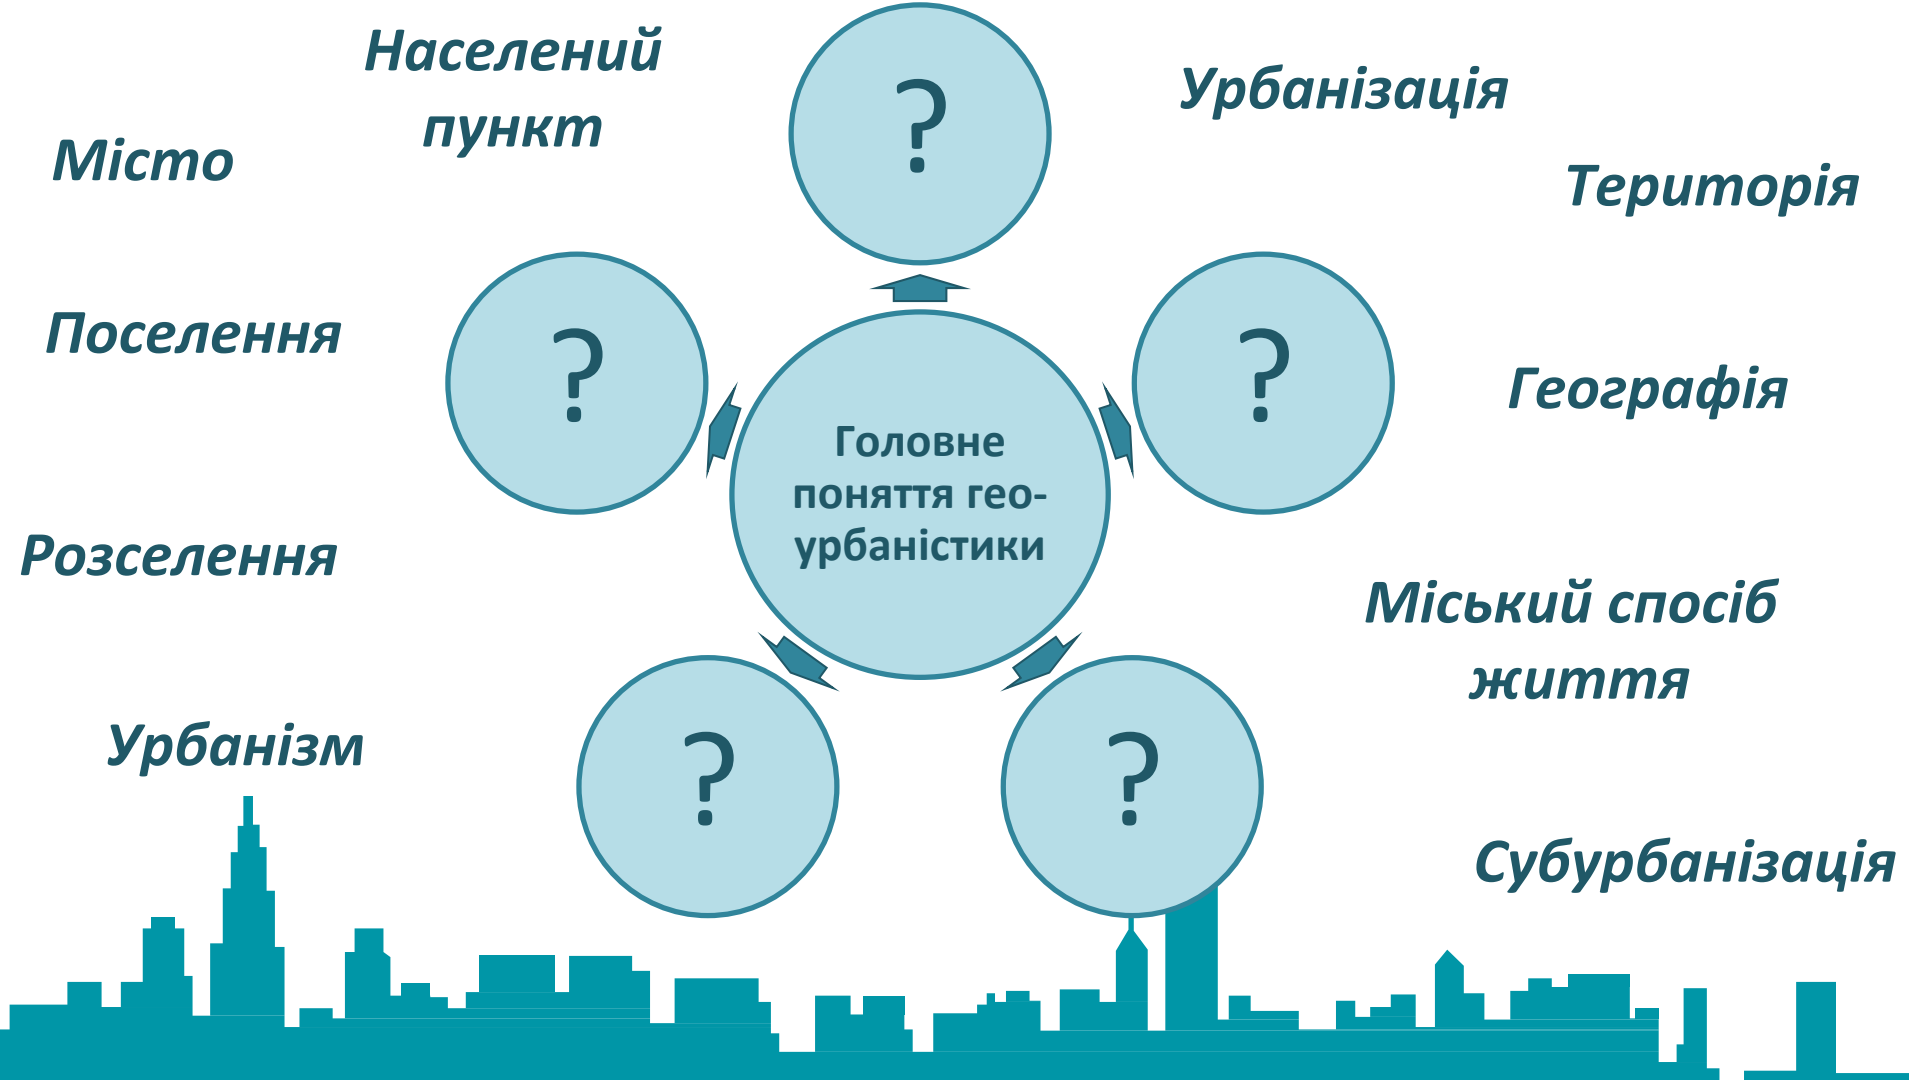 Населений
пункт
?
Урбанізація
Місто
Територія
Поселення
?
?
Географія
Головне
поняття гео-
урбаністики
Розселення
Міський спосіб
життя
Урбанізм
?
?
Субурбанізація